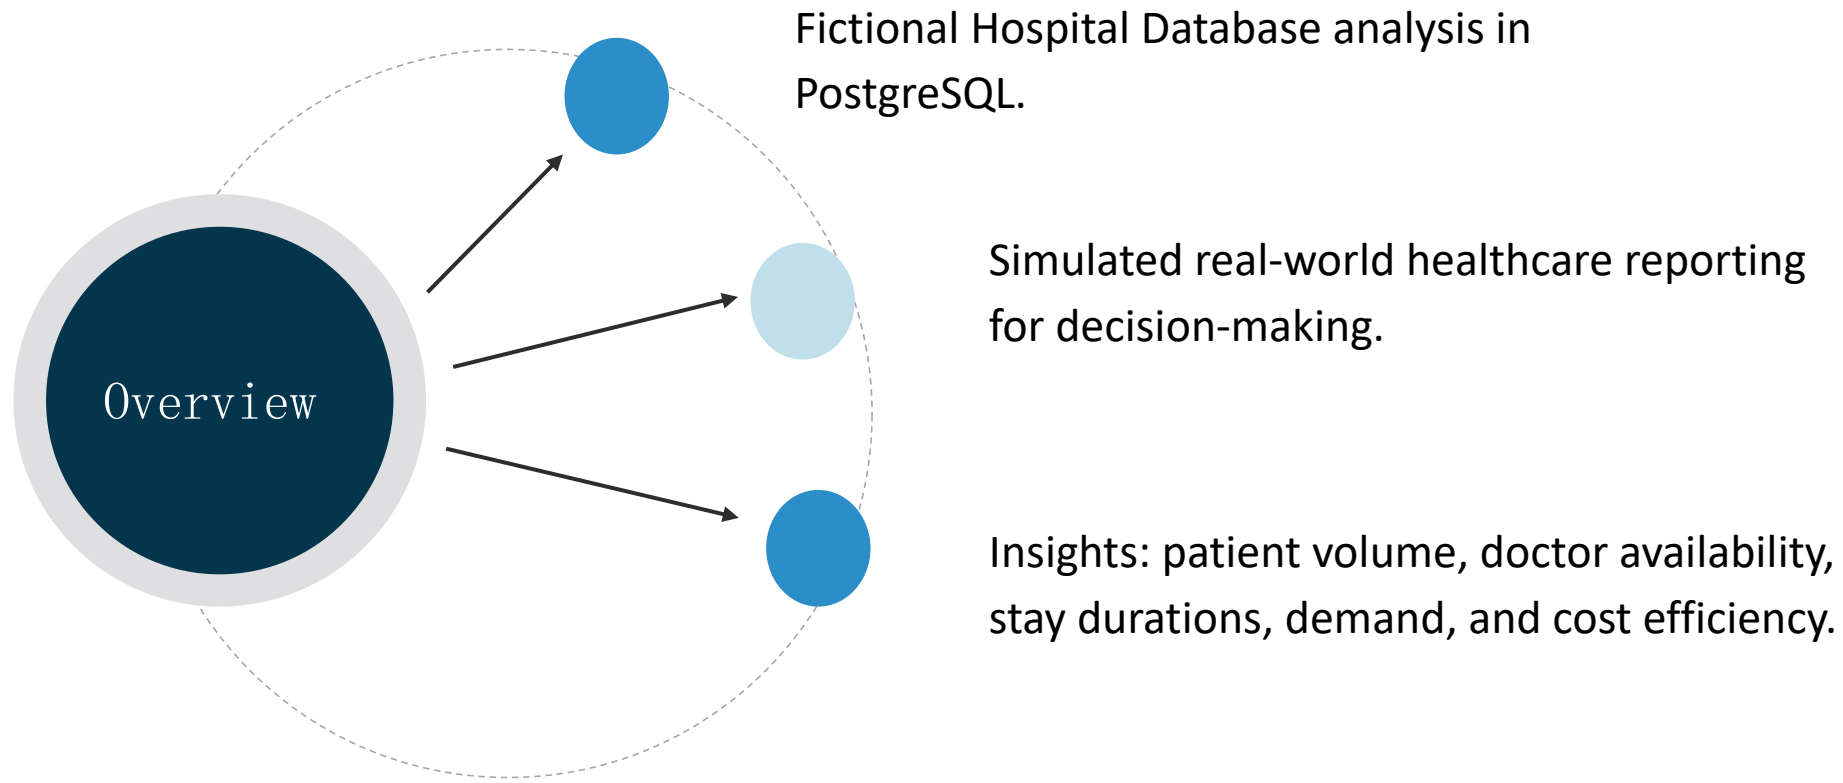 Fictional Hospital Database analysis in
PostgreSQL.
Simulated real-world healthcare reporting
for decision-making.
Overview
Insights: patient volume, doctor availability,
stay durations, demand, and cost efficiency.